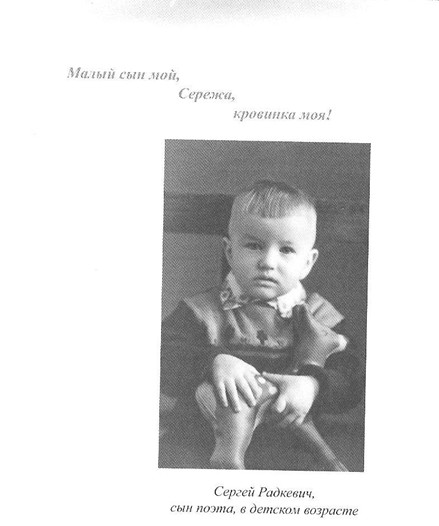 Малый сын мой,
Сережа,
кровинка моя!
Сергей Радкевич,
сын поэта, в детском возрасте